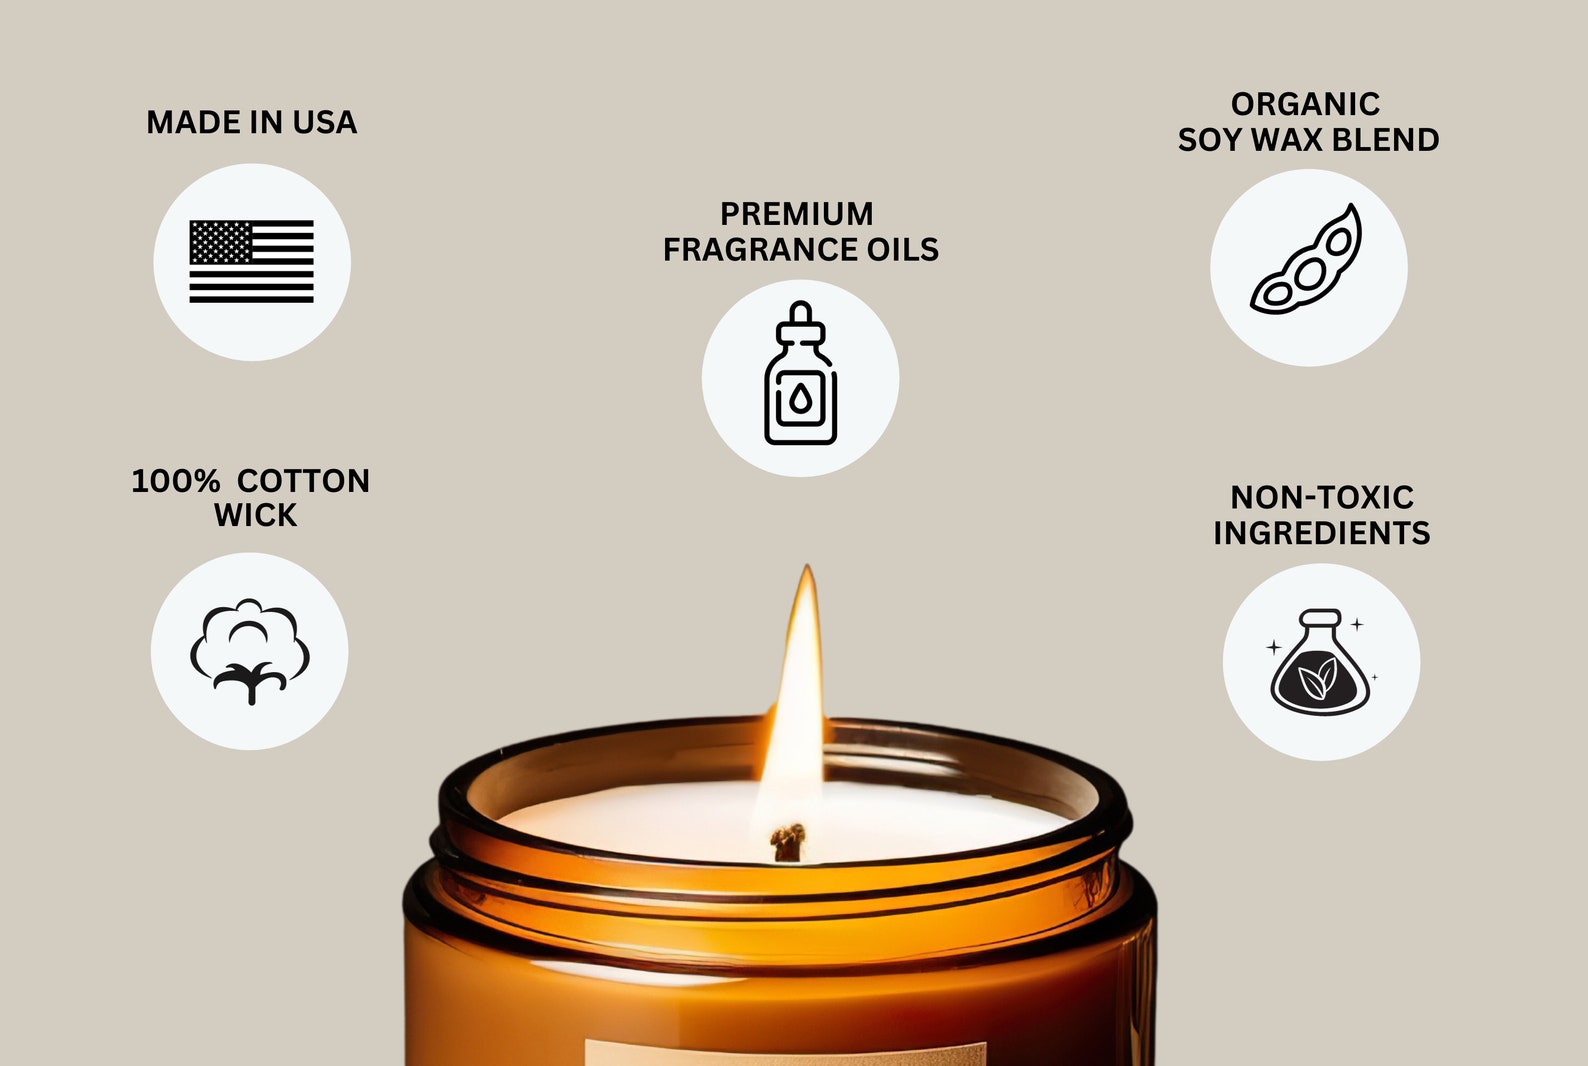 MADE IN USA
ORGANIC
SOY WAX BLEND
PREMIUM
FRAGRANCE OILS
100% COTTON
WICK
NON-TOXIC
INGREDIENTS